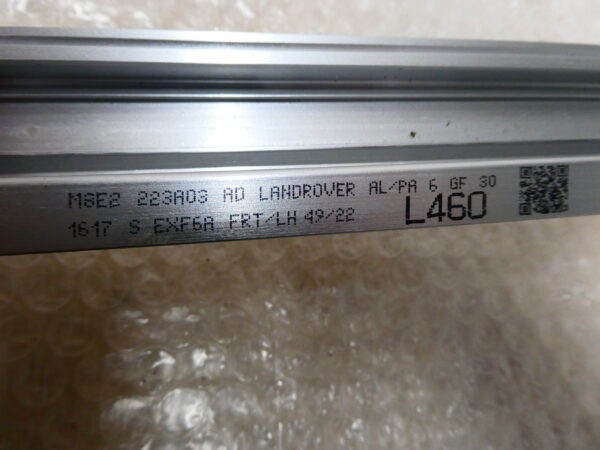 M8E2 223A03 AD LANDROVER AL/PA 6 GF 30
1617 S EXF6A FRT/LH 49/22
L460